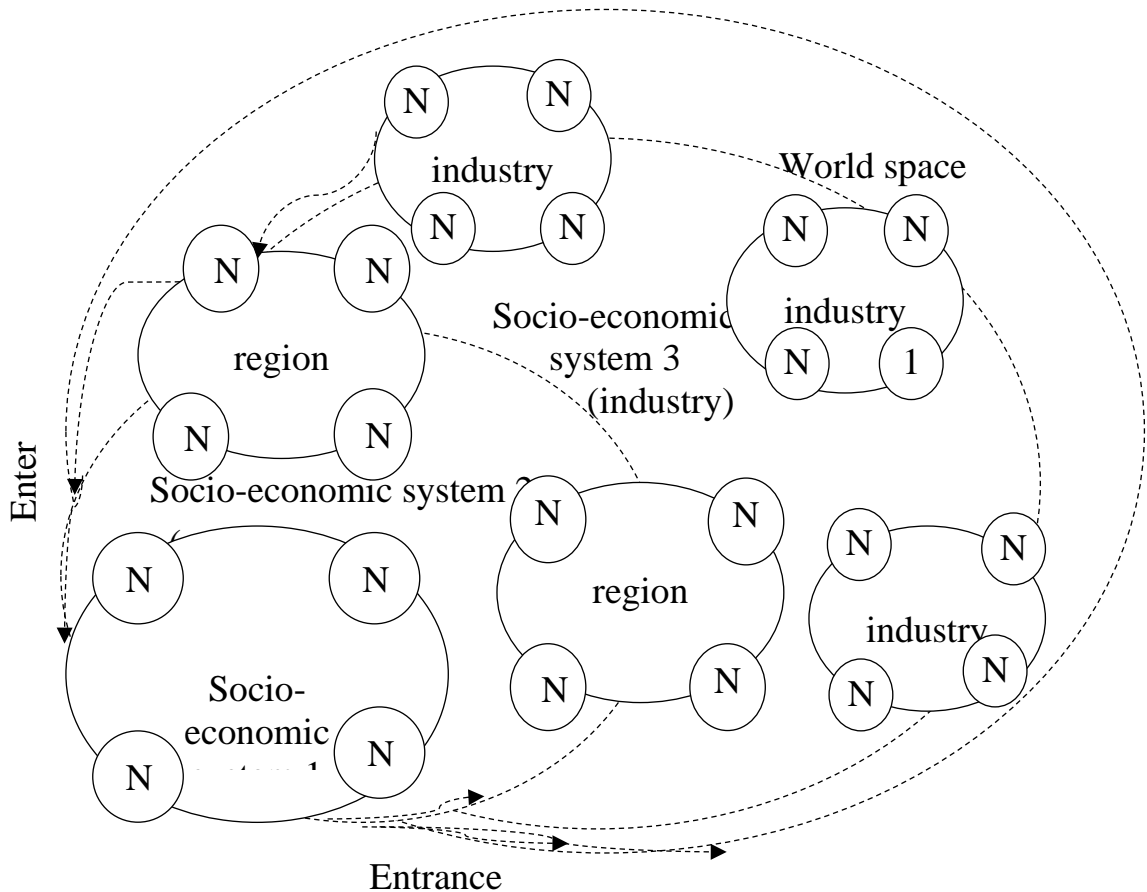 N N
industry
N N
World space
N N
industry
N 1
N N
region
N N
Socio-economic
system 3
(industry)
Enter
Socio-economic system
N N
region
N N
N N
industry
N N
N N
Socio-
economic
N N
Entrance